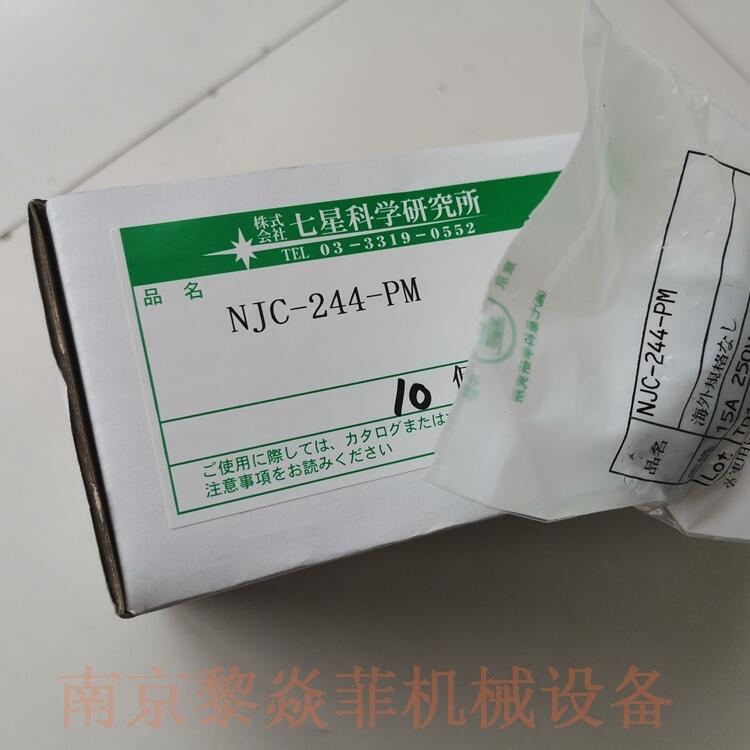 株式会社 七星科学研究所
TEL 03-3319-0552
品名
NJC-244-PM
10
ご使用に際しては、カタログまたは
注意事項をお読みください
品名
NJC-244-PM
海外規格なし
15A 250V
Lot
南京黎焱菲机械设备